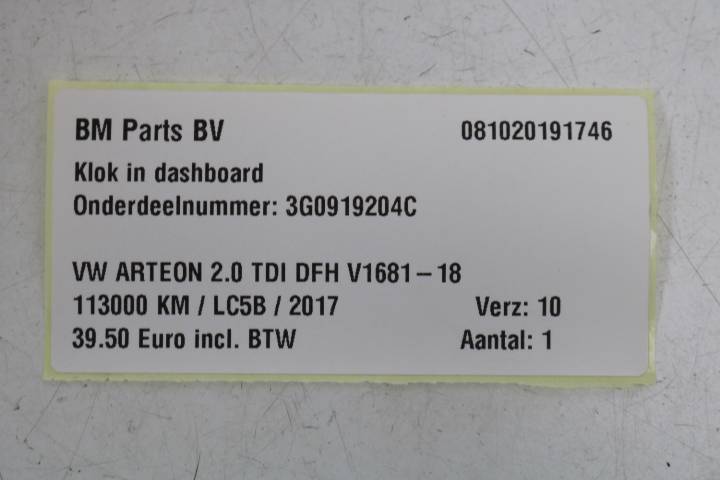 BM Parts BV 081020191746
Klok in dashboard
Onderdeelnummer: 3G0919204C
VW ARTEON 2.0 TDI DFH V1681-18
113000 KM / LC5B / 2017 Verz: 10
39.50 Euro incl. BTW Aantal: 1